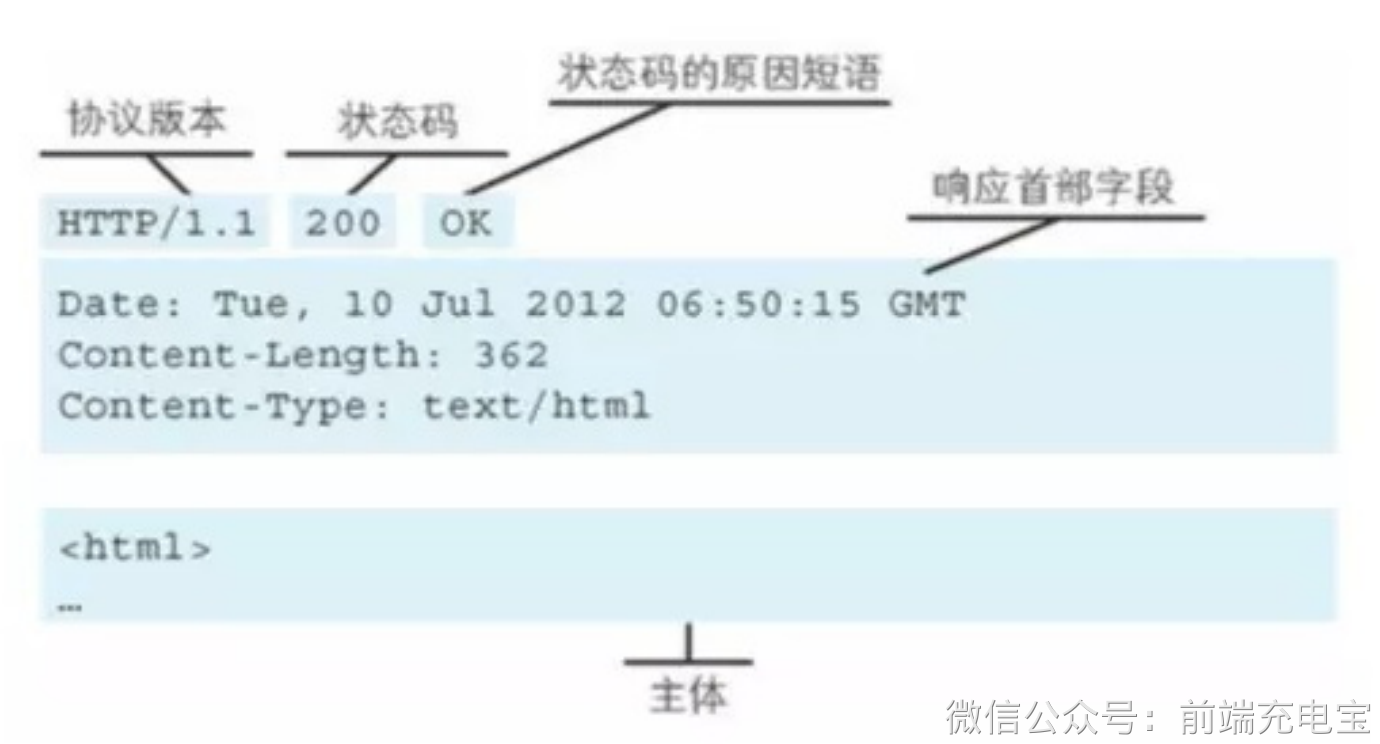 状态码的原因短语
协议版本 状态码
响应首部字段
HTTP/1.1 200 OK
Date: Tue, 10 Jul 2012 06:50:15 GMT
Content-Length: 362
Content-Type: text/html
<html>
…
主体
微信公众号：前端充电宝